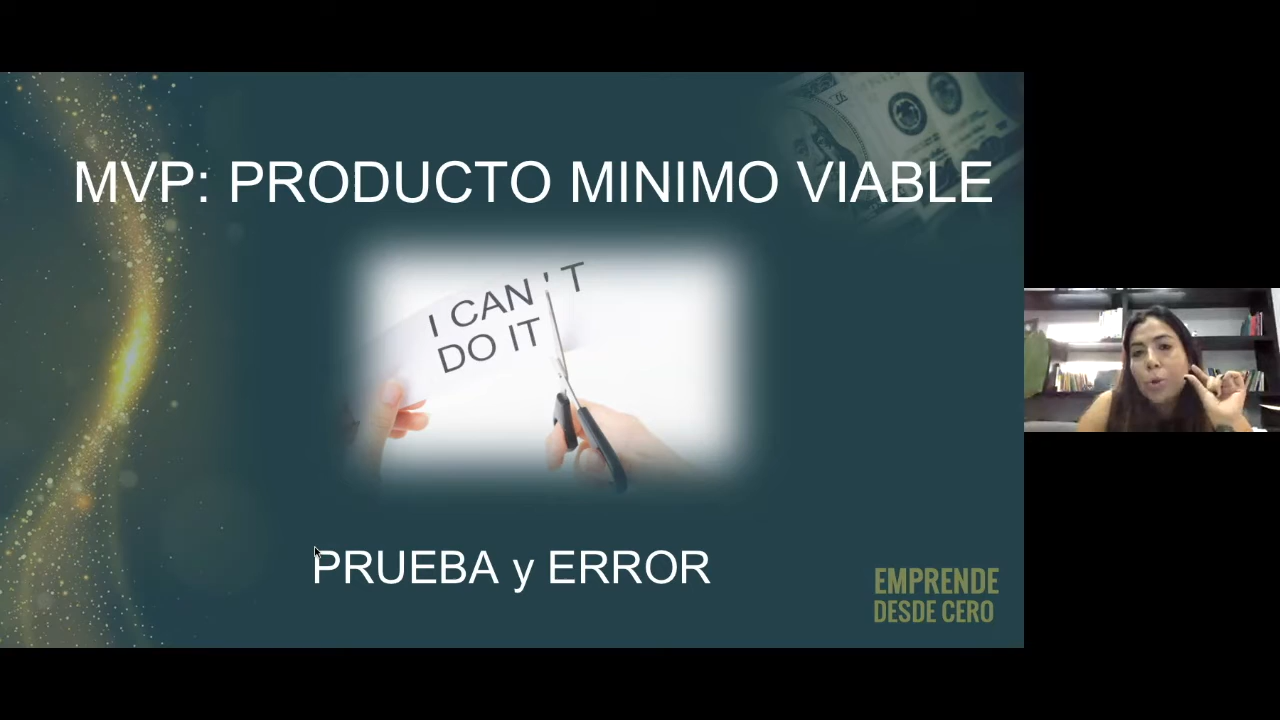 MVP: PRODUCTO MINIMO VIABLE
I CAN'T
DO IT
PRUEBA y ERROR
EMPRENDE
DESDE CERO